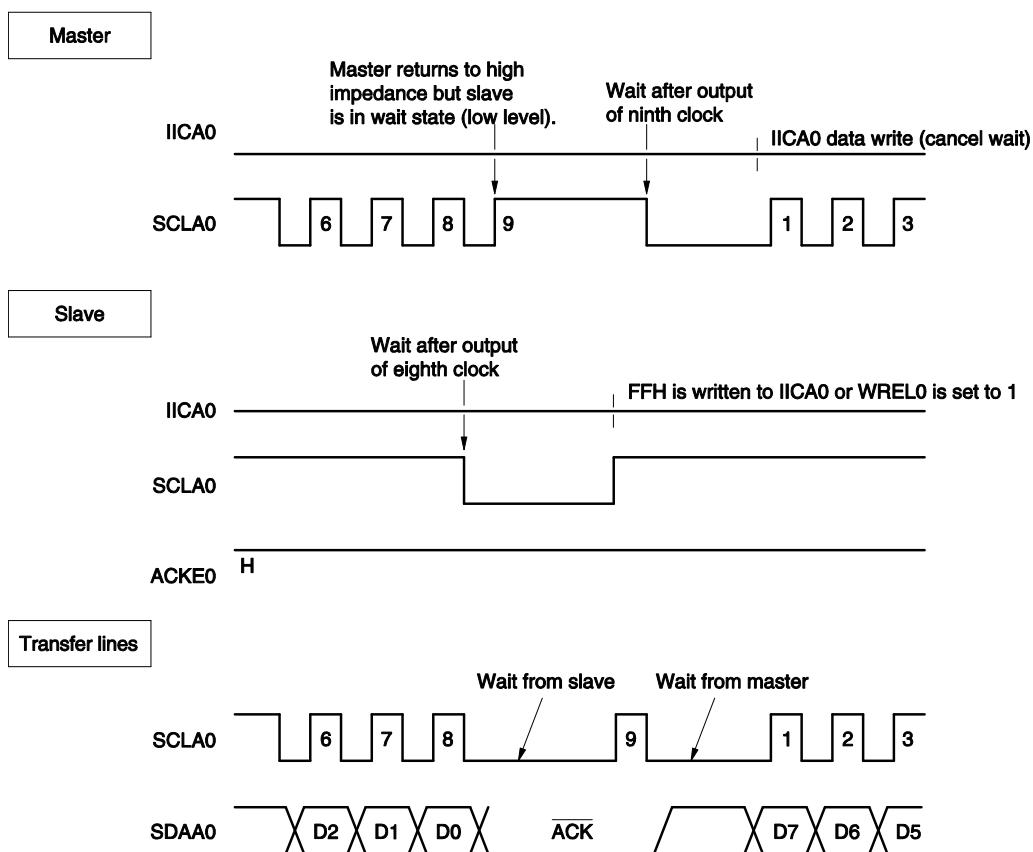 Master
Master returns to high
impedance but slave
is in wait state (low level).
Wait after output
of ninth clock
IICA0
IICA0 data write (cancel wait)
SCLA0
6 7 8 9 1 2 3
Slave
Wait after output
of eighth clock
IICA0
FFH is written to IICA0 or WREL0 is set to 1
SCLA0
ACKE0
H
Transfer lines
Wait from slave
Wait from master
SCLA0
6 7 8 9 1 2 3
SDAA0
D2 D1 D0 ACK D7 D6 D5